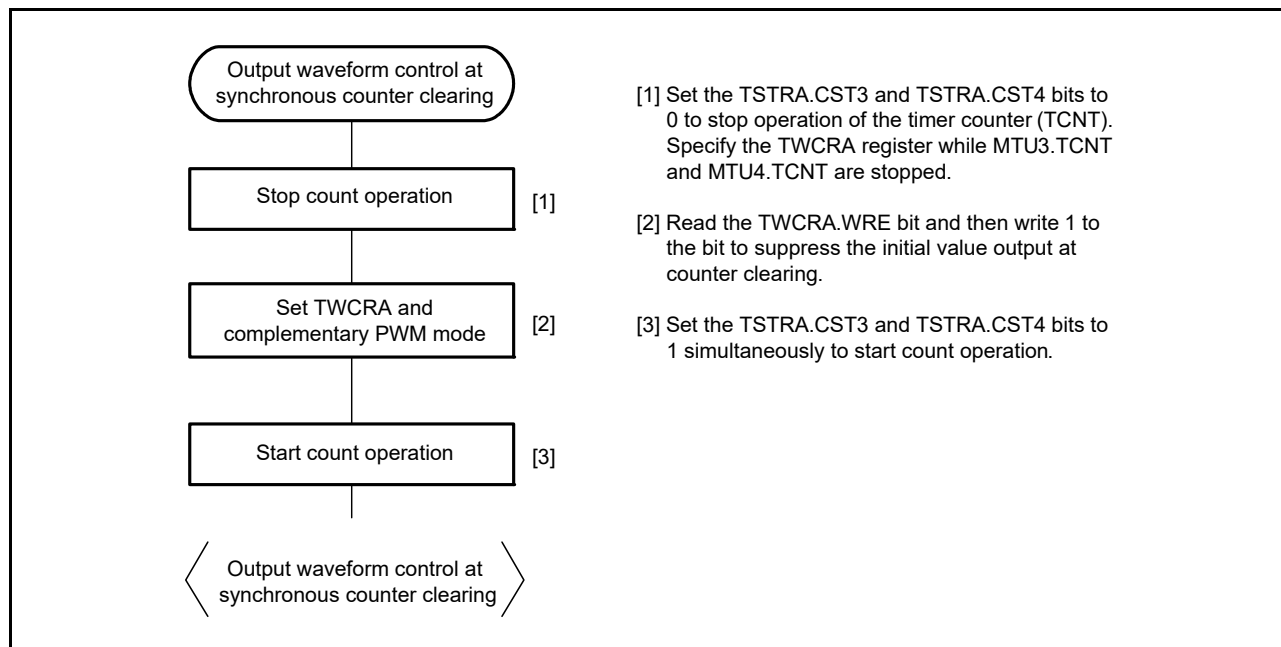 Output waveform control at
synchronous counter clearing
Stop count operation
[1]
Set TWCRA and
complementary PWM mode
[2]
Start count operation
[3]
Output waveform control at
synchronous counter clearing
[1] Set the TSTRA.CST3 and TSTRA.CST4 bits to
0 to stop operation of the timer counter (TCNT).
Specify the TWCRA register while MTU3.TCNT
and MTU4.TCNT are stopped.
[2] Read the TWCRA.WRE bit and then write 1 to
the bit to suppress the initial value output at
counter clearing.
[3] Set the TSTRA.CST3 and TSTRA.CST4 bits to
1 simultaneously to start count operation.